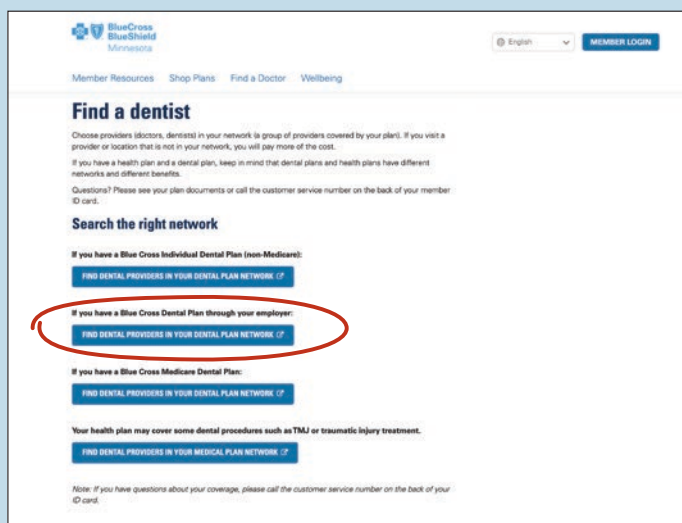 BlueCross
BlueShield
Minnesota
English
MEMBER LOGIN
Member Resources Shop Plans Find a Doctor Wellbeing
Find a dentist
Choose providers (doctors, dentists) in your network (a group of providers covered by your plan). If you visit a
provider or location that is not in your network, you will pay more of the cost.
If you have a health plan and a dental plan, keep in mind that dental plans and health plans have different
networks and different benefits.
Questions? Please see your plan documents or call the customer service number on the back of your member
ID card.
Search the right network
If you have a Blue Cross Individual Dental Plan (non-Medicare):
FIND DENTAL PROVIDERS IN YOUR DENTAL PLAN NETWORK
If you have a Blue Cross Dental Plan through your employer:
FIND DENTAL PROVIDERS IN YOUR DENTAL PLAN NETWORK
If you have a Blue Cross Medicare Dental Plan:
FIND DENTAL PROVIDERS IN YOUR DENTAL PLAN NETWORK
Your health plan may cover some dental procedures such as TMJ or traumatic injury treatment.
FIND DENTAL PROVIDERS IN YOUR MEDICAL PLAN NETWORK
Note: If you have questions about your coverage, please call the customer service number on the back of your
ID card.